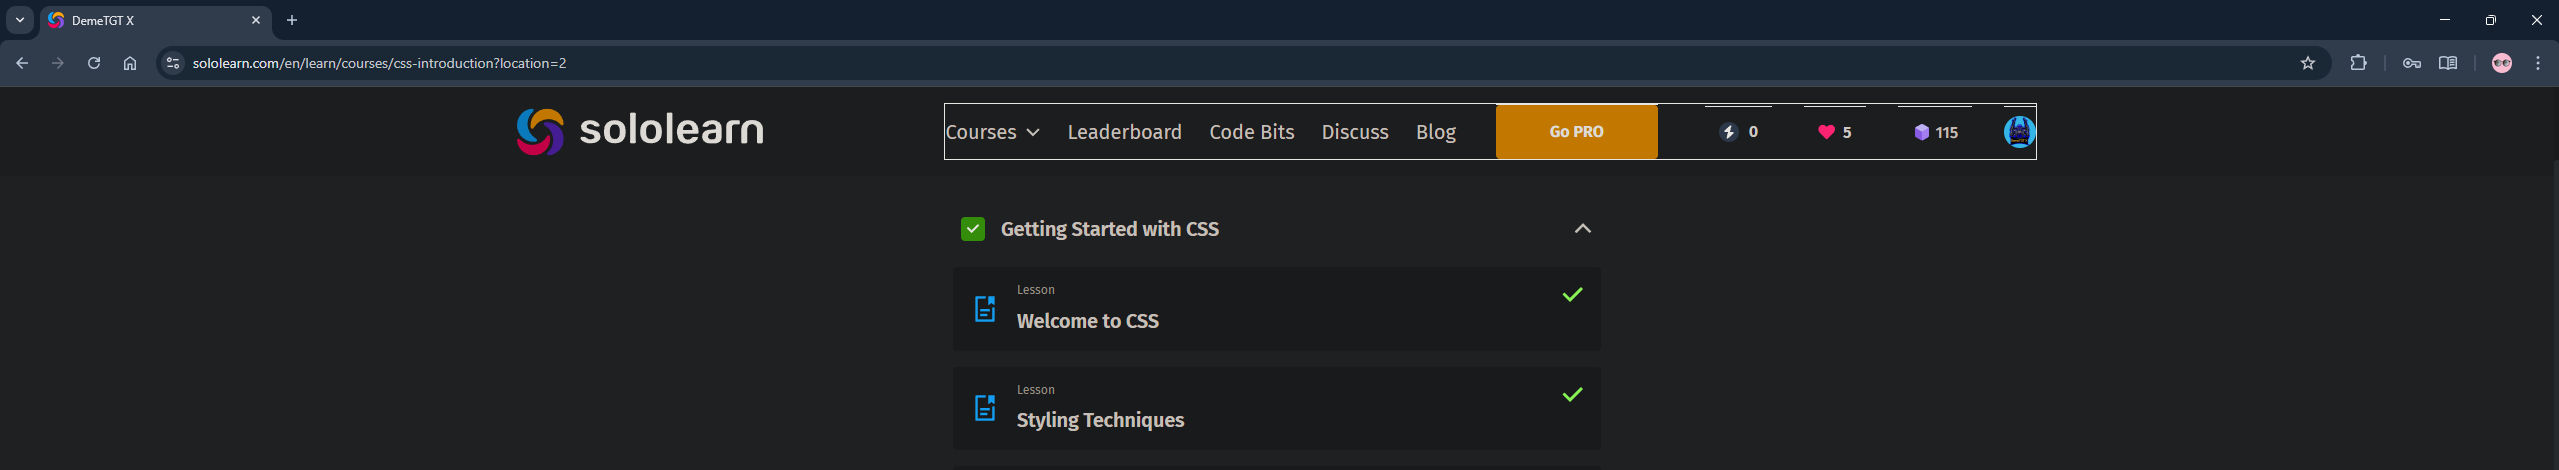 DemeTGT X
sololearn.com/en/learn/courses/css-introduction?location=2
sololearn
Courses Leaderboard Code Bits Discuss Blog Go PRO 0 5 115
Getting Started with CSS
Lesson
Welcome to CSS
Lesson
Styling Techniques